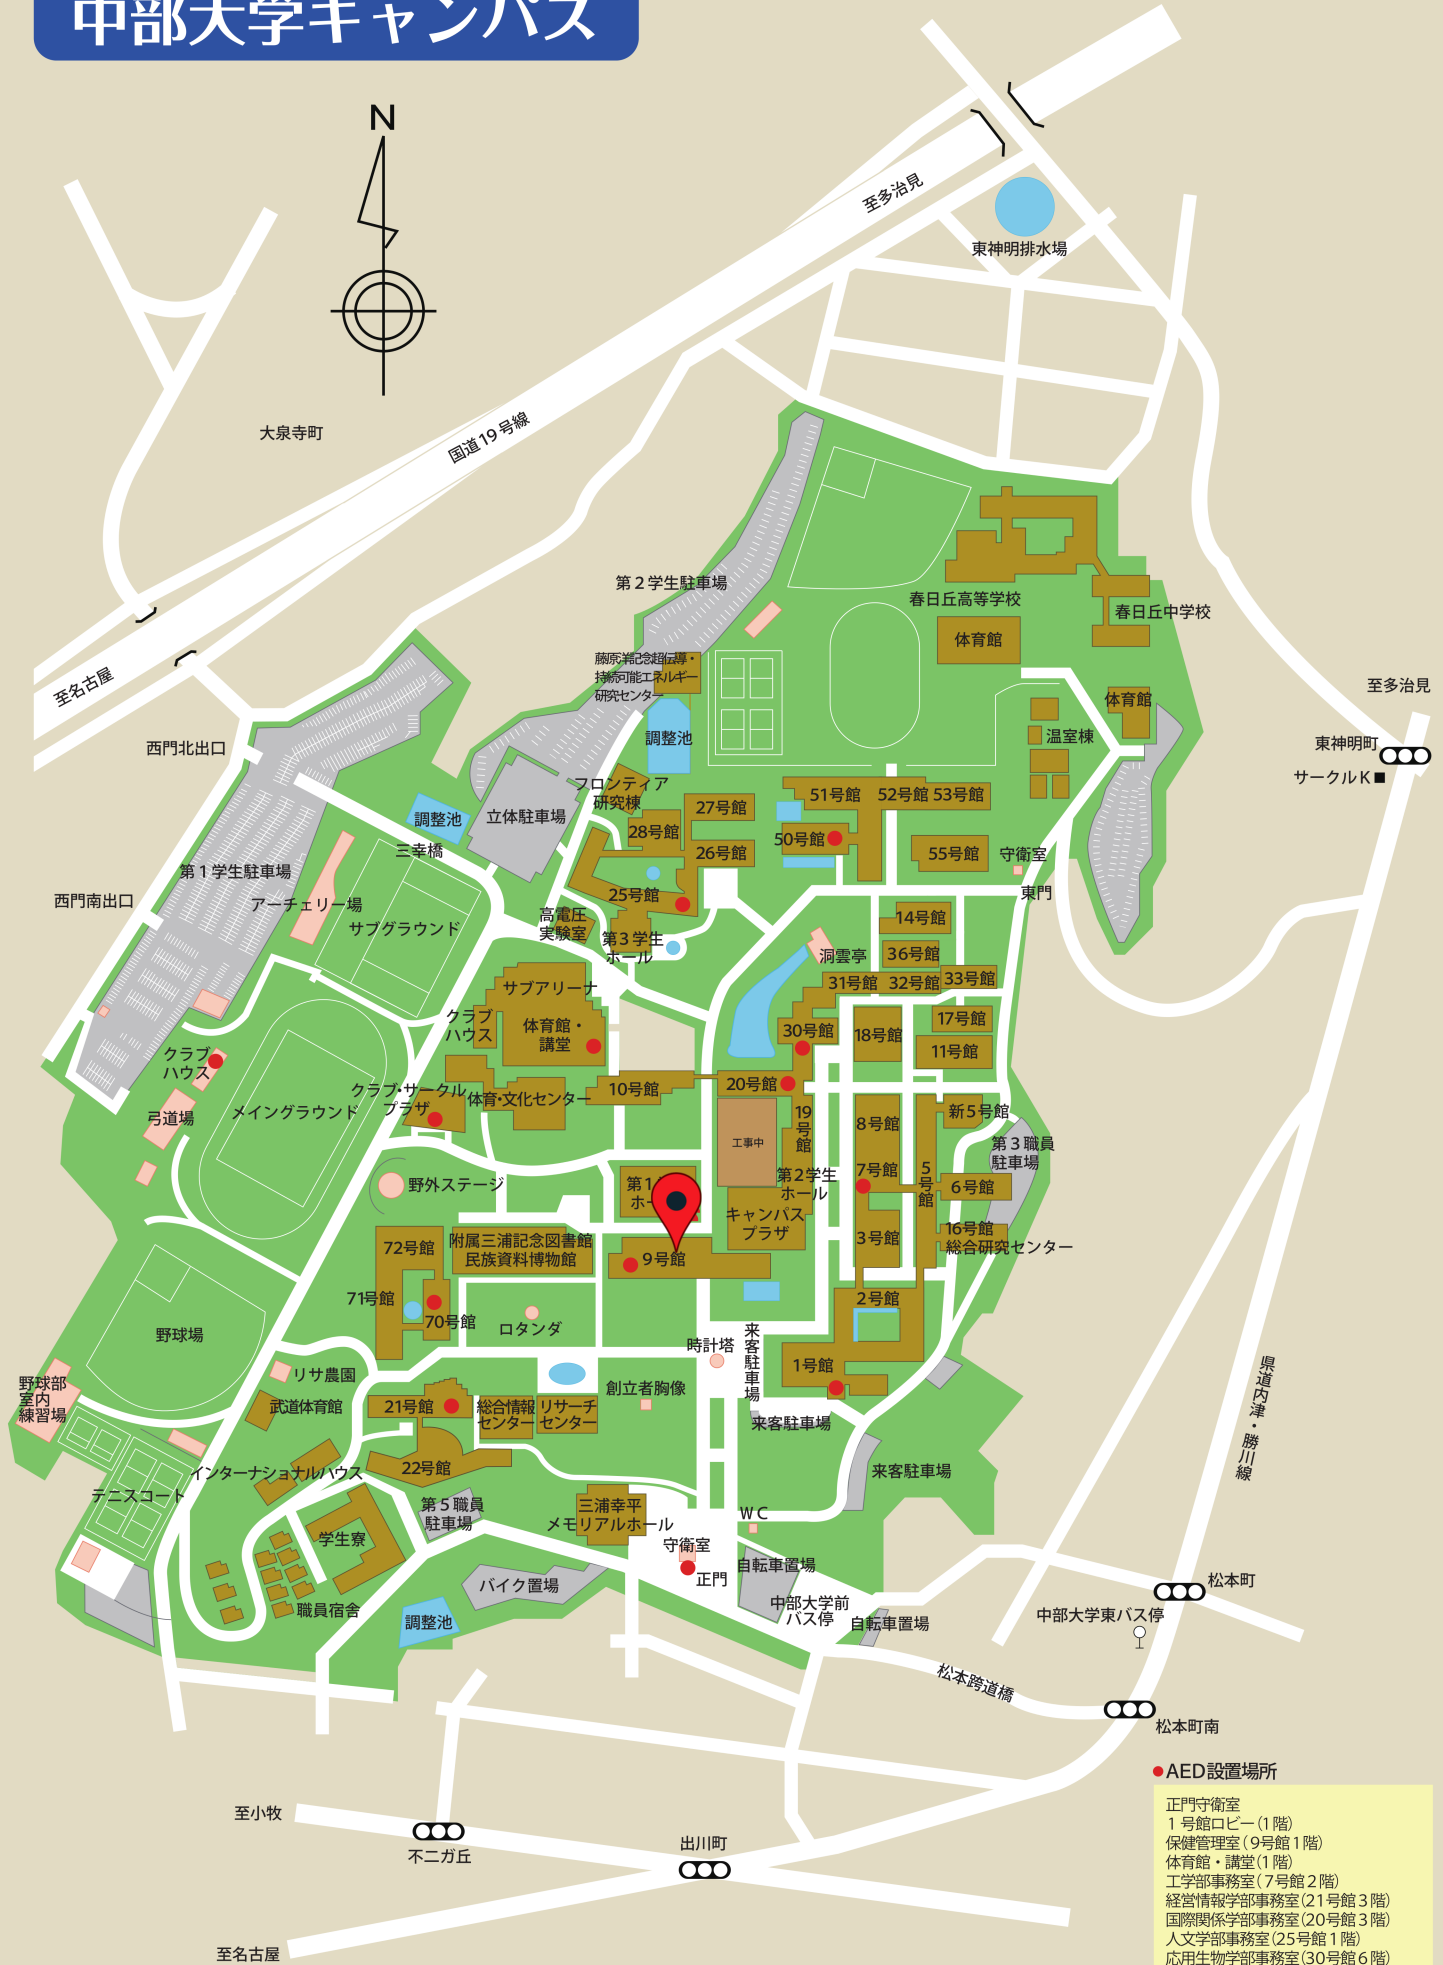 中部大学キャンパス
N
至多治見
東神明排水場
大泉寺町
国道19号線
第2学生駐車場
春日丘高等学校
春日丘中学校
体育館
藤原洋記念超伝導・
持続可能エネルギー
研究センター
至名古屋
体育館
至多治見
温室棟
調整池
西門北出口
東神明町
サークルK■
フロンティア
研究棟
51号館
52号館
53号館
27号館
立体駐車場
調整池
28号館
50号館
三幸橋
26号館
55号館
守衛室
第1学生駐車場
東門
西門南出口
アーチェリー場
25号館
サブグラウンド
高電圧
実験室
14号館
第3学生
ホール
洞雲亭
36号館
31号館
32号館
33号館
サブアリーナ
クラブ
ハウス
体育館・
講堂
30号館
18号館
17号館
11号館
クラブ
ハウス
クラブ・サークル
プラザ
体育・文化センター
10号館
20号館
弓道場
メイングラウンド
19号館
8号館
新5号館
工事中
第3職員
駐車場
野外ステージ
第1
ホー
第2学生
ホール
7号館
5号館
6号館
キャンパス
プラザ
3号館
16号館
総合研究センター
72号館
附属三浦記念図書館
民族資料博物館
9号館
71号館
70号館
2号館
野球場
ロタンダ
時計塔
来客駐車場
1号館
リサ農園
野球部
室内
練習場
武道体育館
21号館
総合情報
センター
リサーチ
センター
創立者胸像
来客駐車場
県道内津・勝川線
インターナショナルハウス
22号館
来客駐車場
テニスコート
第5職員
駐車場
三浦幸平
メモリアルホール
WC
学生寮
守衛室
自転車置場
正門
バイク置場
職員宿舎
中部大学前
バス停
自転車置場
調整池
松本町
中部大学東バス停
松本跨道橋
松本町南
至小牧
不二ガ丘
出川町
至名古屋
●AED設置場所
正門守衛室
1号館ロビー(1階)
保健管理室(9号館1階)
体育館・講堂(1階)
工学部事務室(7号館2階)
経営情報学部事務室(21号館3階)
国際関係学部事務室(20号館3階)
人文学部事務室(25号館1階)
応用生物学部事務室(30号館6階)